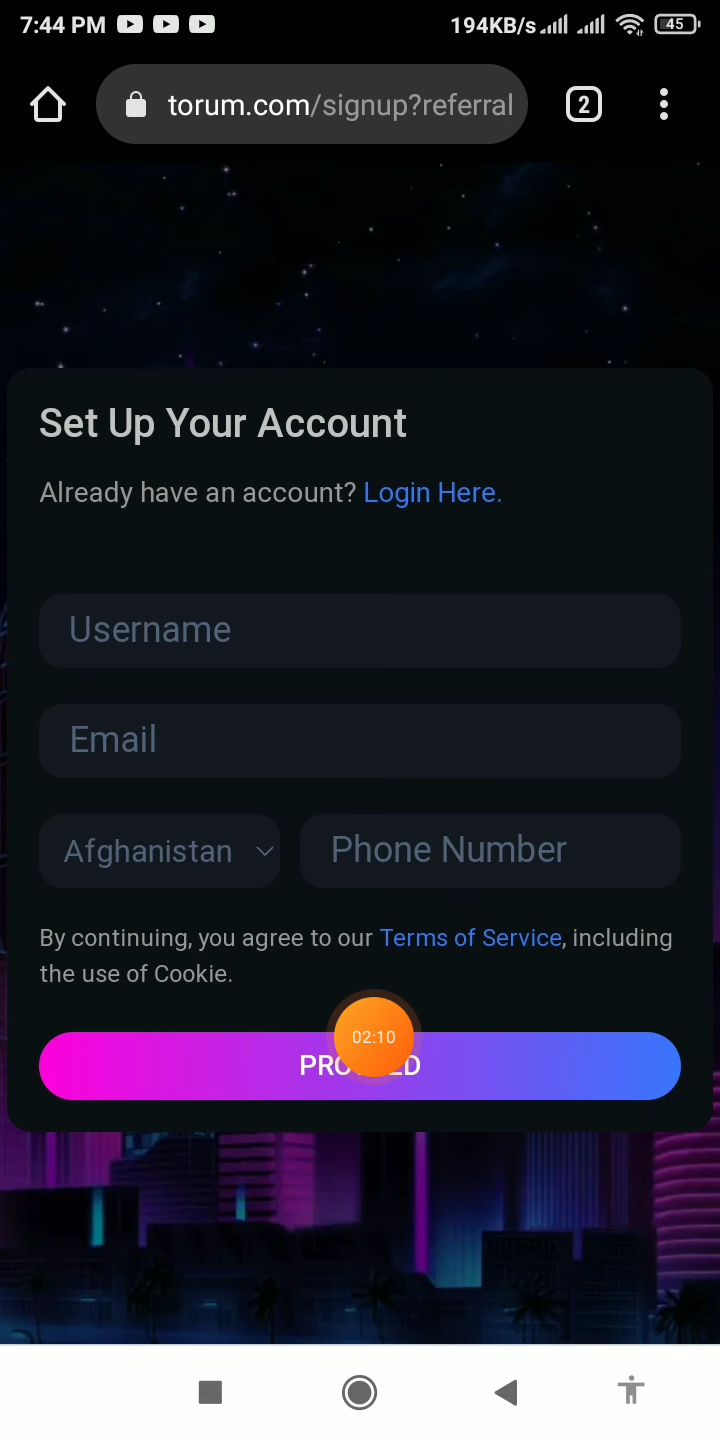 7:44 PM 194KB/s 45
torum.com/signup?referral 2
Set Up Your Account
Already have an account? Login Here.
Username
Email
Afghanistan Phone Number
By continuing, you agree to our Terms of Service, including
the use of Cookie.
02:10